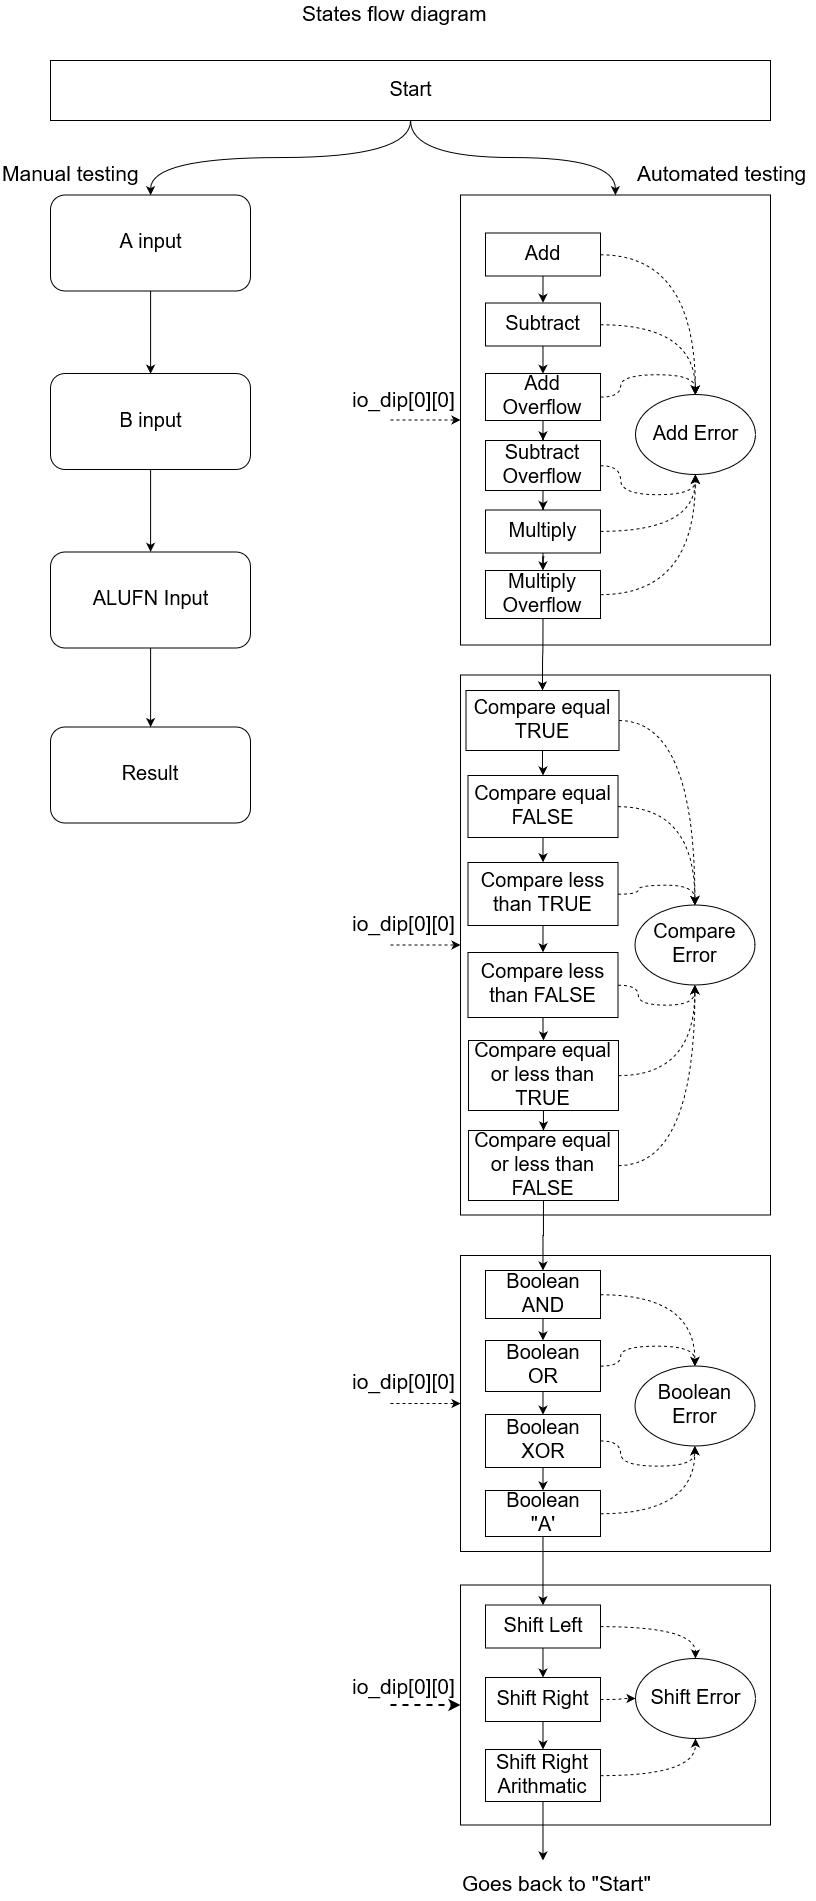 States flow diagram
Start
Manual testing
Automated testing
A input
B input
ALUFN Input
Result
Add
Subtract
Add
Overflow
Subtract
Overflow
Multiply
Multiply
Overflow
Add Error
io_dip[0][0]
Compare equal
TRUE
Compare equal
FALSE
Compare less
than TRUE
Compare less
than FALSE
Compare equal
or less than
TRUE
Compare equal
or less than
FALSE
Compare
Error
io_dip[0][0]
Boolean
AND
Boolean
OR
Boolean
XOR
Boolean
"A'
Boolean
Error
io_dip[0][0]
Shift Left
Shift Right
Shift Right
Arithmatic
Shift Error
io_dip[0][0]
Goes back to "Start"